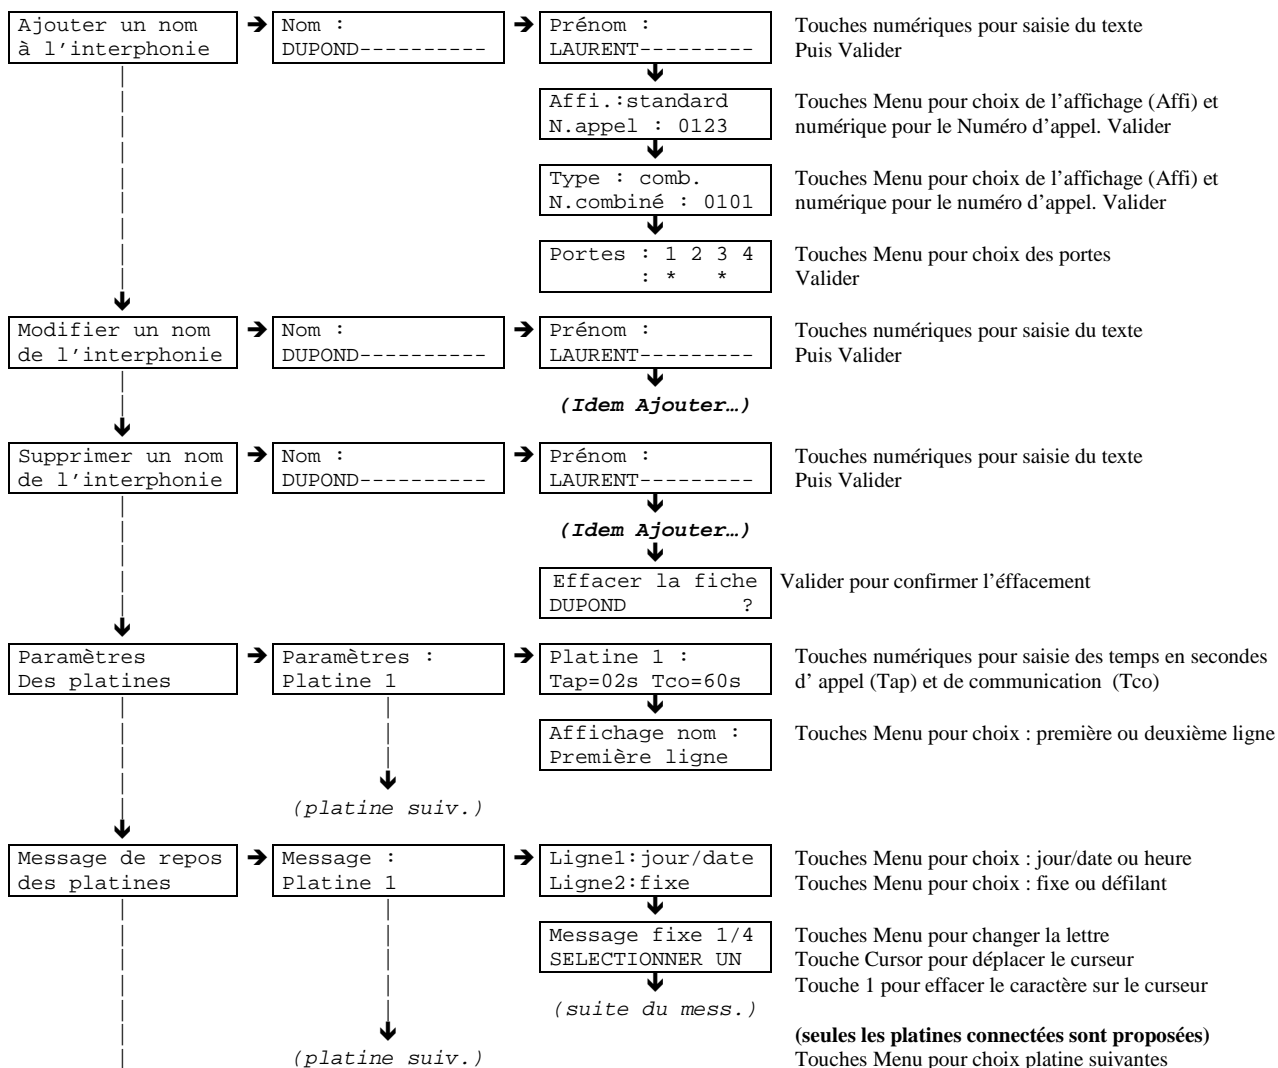 Ajouter un nom
à l'interphonie
Nom :
DUPOND----------
Prénom :
LAURENT---------
Touches numériques pour saisie du texte
Puis Valider
Affi.:standard
N.appel : 0123
Touches Menu pour choix de l'affichage (Affi) et
numérique pour le Numéro d'appel. Valider
Type : comb.
N.combiné : 0101
Touches Menu pour choix de l'affichage (Affi) et
numérique pour le numéro d'appel. Valider
Portes : 1 2 3 4
: *   *
Touches Menu pour choix des portes
Valider
Modifier un nom
de l'interphonie
Nom :
DUPOND----------
Prénom :
LAURENT---------
Touches numériques pour saisie du texte
Puis Valider
(Idem Ajouter…)
Supprimer un nom
de l'interphonie
Nom :
DUPOND----------
Prénom :
LAURENT---------
Touches numériques pour saisie du texte
Puis Valider
(Idem Ajouter…)
Effacer la fiche
DUPOND ?
Valider pour confirmer l'éffacement
Paramètres
Des platines
Paramètres :
Platine 1
Platine 1 :
Tap=02s Tco=60s
Touches numériques pour saisie des temps en secondes
d' appel (Tap) et de communication (Tco)
Affichage nom :
Première ligne
Touches Menu pour choix : première ou deuxième ligne
(platine suiv.)
Message de repos
des platines
Message :
Platine 1
Ligne1:jour/date
Ligne2:fixe
Touches Menu pour choix : jour/date ou heure
Touches Menu pour choix : fixe ou défilant
Message fixe 1/4
SELECTIONNER UN
Touches Menu pour changer la lettre
Touche Cursor pour déplacer le curseur
Touche 1 pour effacer le caractère sur le curseur
(suite du mess.)
(platine suiv.)
(seules les platines connectées sont proposées)
Touches Menu pour choix platine suivantes